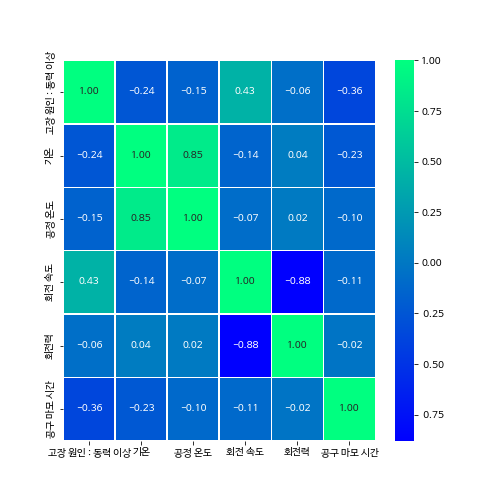 고장 원인 : 동력 이상
1.00 −0.24 −0.15 0.43 −0.06 −0.36
기온
−0.24 1.00 0.85 −0.14 0.04 −0.23
공정 온도
−0.15 0.85 1.00 −0.07 0.02 −0.10
회전 속도
0.43 −0.14 −0.07 1.00 −0.88 −0.11
회전력
−0.06 0.04 0.02 −0.88 1.00 −0.02
공구 마모 시간
−0.36 −0.23 −0.10 −0.11 −0.02 1.00
고장 원인 : 동력 이상 기온 공정 온도 회전 속도 회전력 공구 마모 시간
1.00
0.75
0.50
0.25
0.00
0.25
0.50
0.75